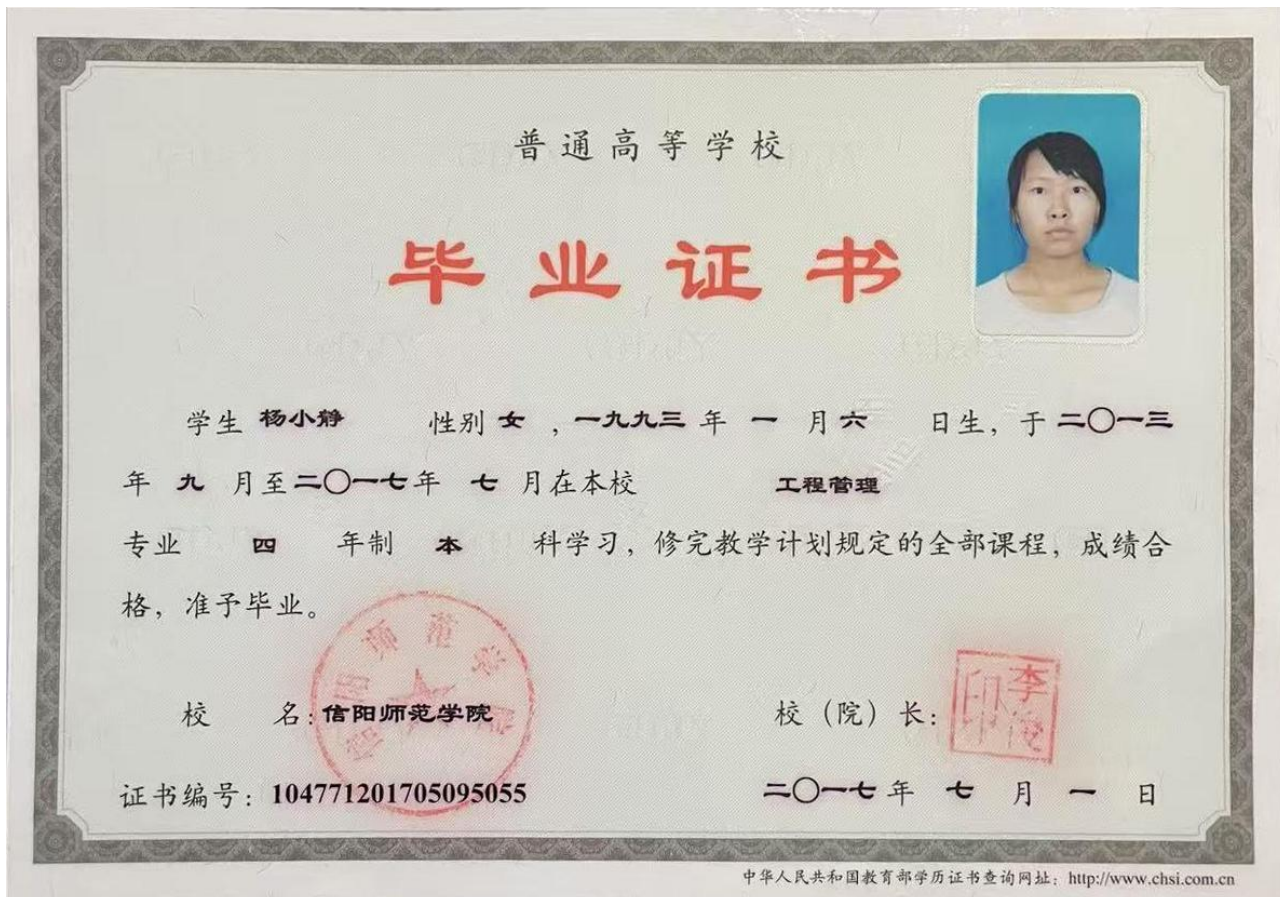 普通高等学校
毕业证书
学生 杨小静 性别 女 ，一九九三 年 一 月 六 日生，于 二〇一三
年 九 月至 二〇一七 年 七 月在本校 工程管理
专业 四 年制 本 科学习，修完教学计划规定的全部课程，成绩合
格，准予毕业。
校 名：信阳师范学院 校（院）长：
证书编号：104771201705095055 二〇一七 年 七 月 一 日
中华人民共和国教育部学历证书查询网址：http://www.chsi.com.cn